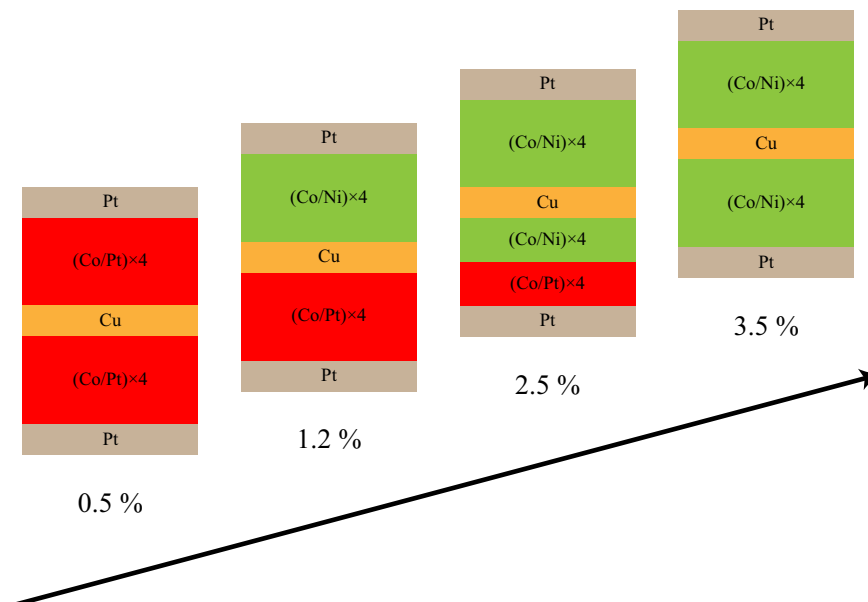 Pt
(Co/Pt)×4
Cu
(Co/Pt)×4
Pt
0.5 %
Pt
(Co/Ni)×4
Cu
(Co/Pt)×4
Pt
1.2 %
Pt
(Co/Ni)×4
Cu
(Co/Ni)×4
(Co/Pt)×4
Pt
2.5 %
Pt
(Co/Ni)×4
Cu
(Co/Ni)×4
Pt
3.5 %